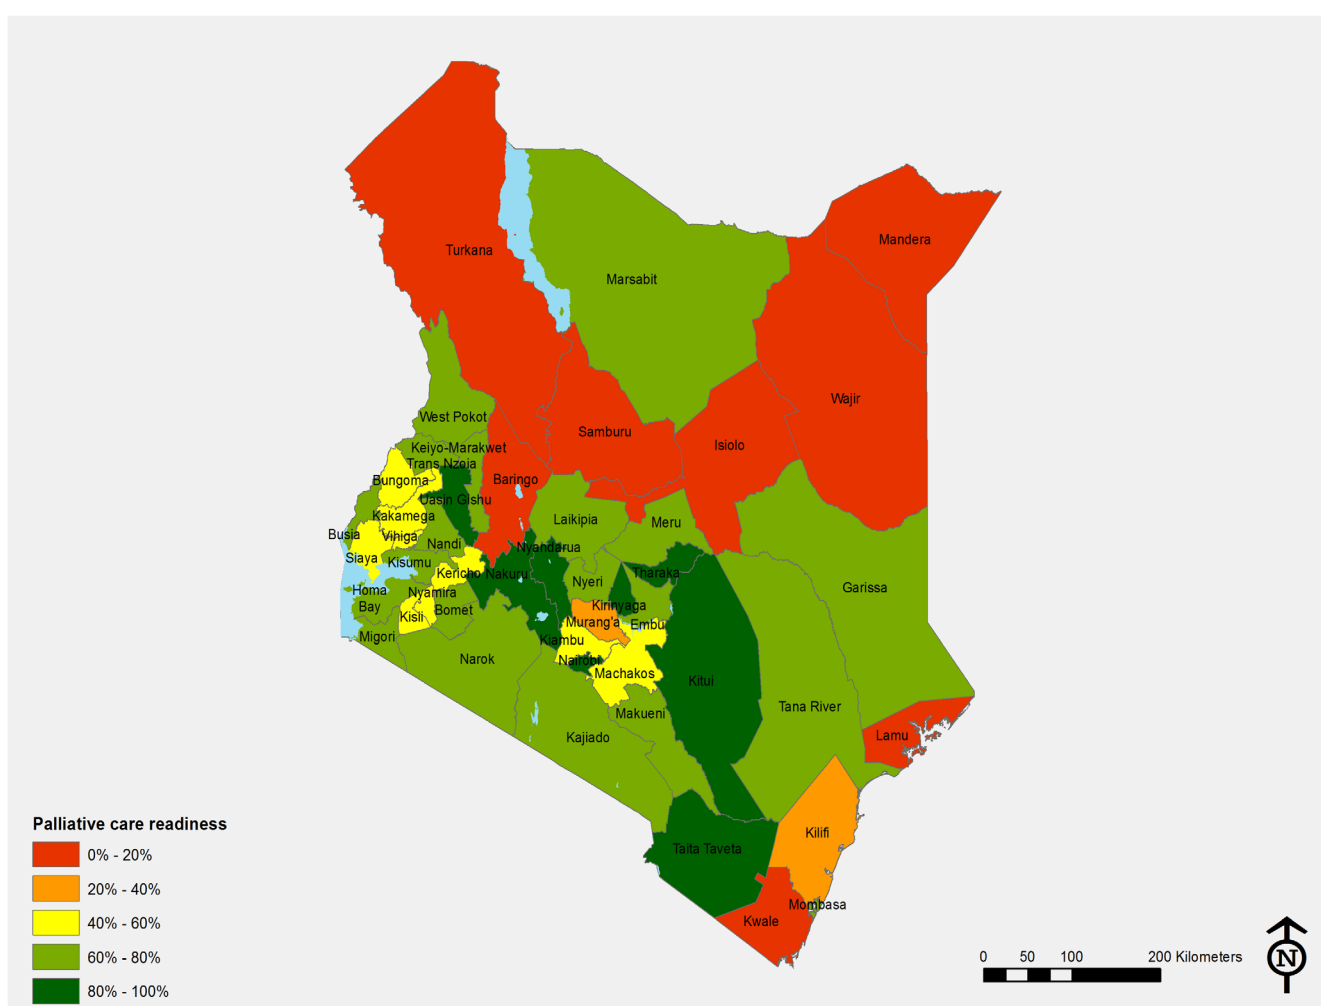 Turkana
Mandera
Marsabit
Wajir
West Pokot
Samburu
Isiolo
Keiyo-Marakwet
Trans Nzoia
Baringo
Bungoma
Uasin Gishu
Kakamega
Laikipia
Meru
Busia
Vihiga
Nandi
Nyandarua
Siaya
Kisumu
Kericho
Nakuru
Tharaka
Nyeri
Garissa
Homa
Bay
Nyamira
Kirinyaga
Kisii
Bomet
Murang'a
Embu
Migori
Kiambu
Narok
Nairobi
Machakos
Kitui
Makueni
Tana River
Kajiado
Lamu
Kilifi
Taita Taveta
Mombasa
Kwale
Palliative care readiness
0% - 20%
20% - 40%
40% - 60%
60% - 80%
80% - 100%
0 50 100 200 Kilometers
N